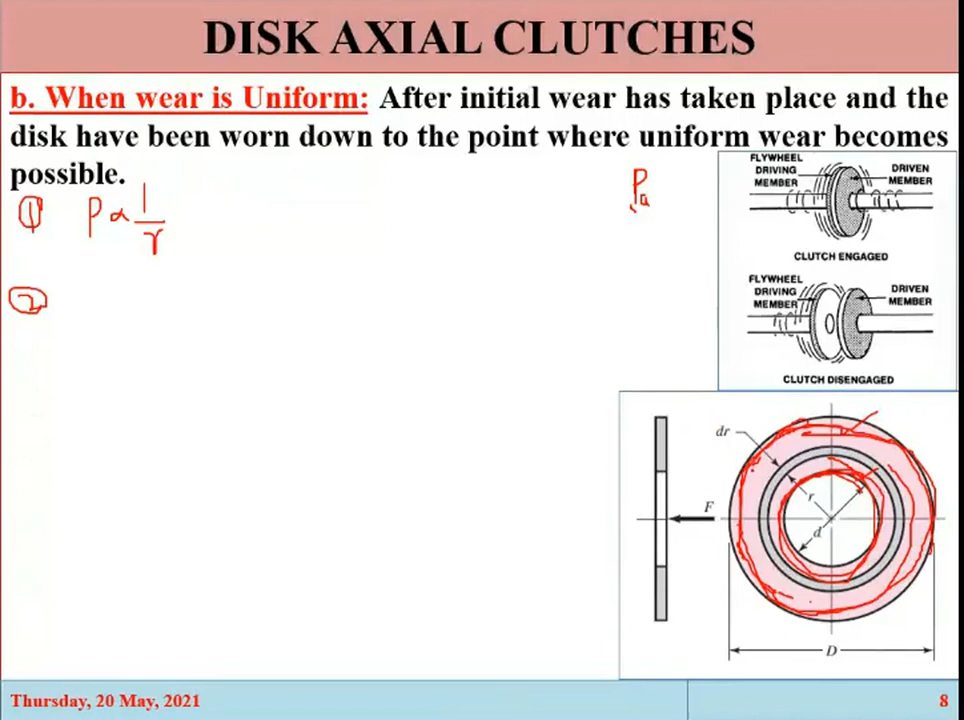 DISK AXIAL CLUTCHES
b. When wear is Uniform: After initial wear has taken place and the
disk have been worn down to the point where uniform wear becomes
possible.
① P ∝ 1/r
Pa
②
FLYWHEEL
DRIVING
MEMBER
DRIVEN
MEMBER
CLUTCH ENGAGED
FLYWHEEL
DRIVING
MEMBER
DRIVEN
MEMBER
CLUTCH DISENGAGED
dr
r
F
d
D
Thursday, 20 May, 2021
8